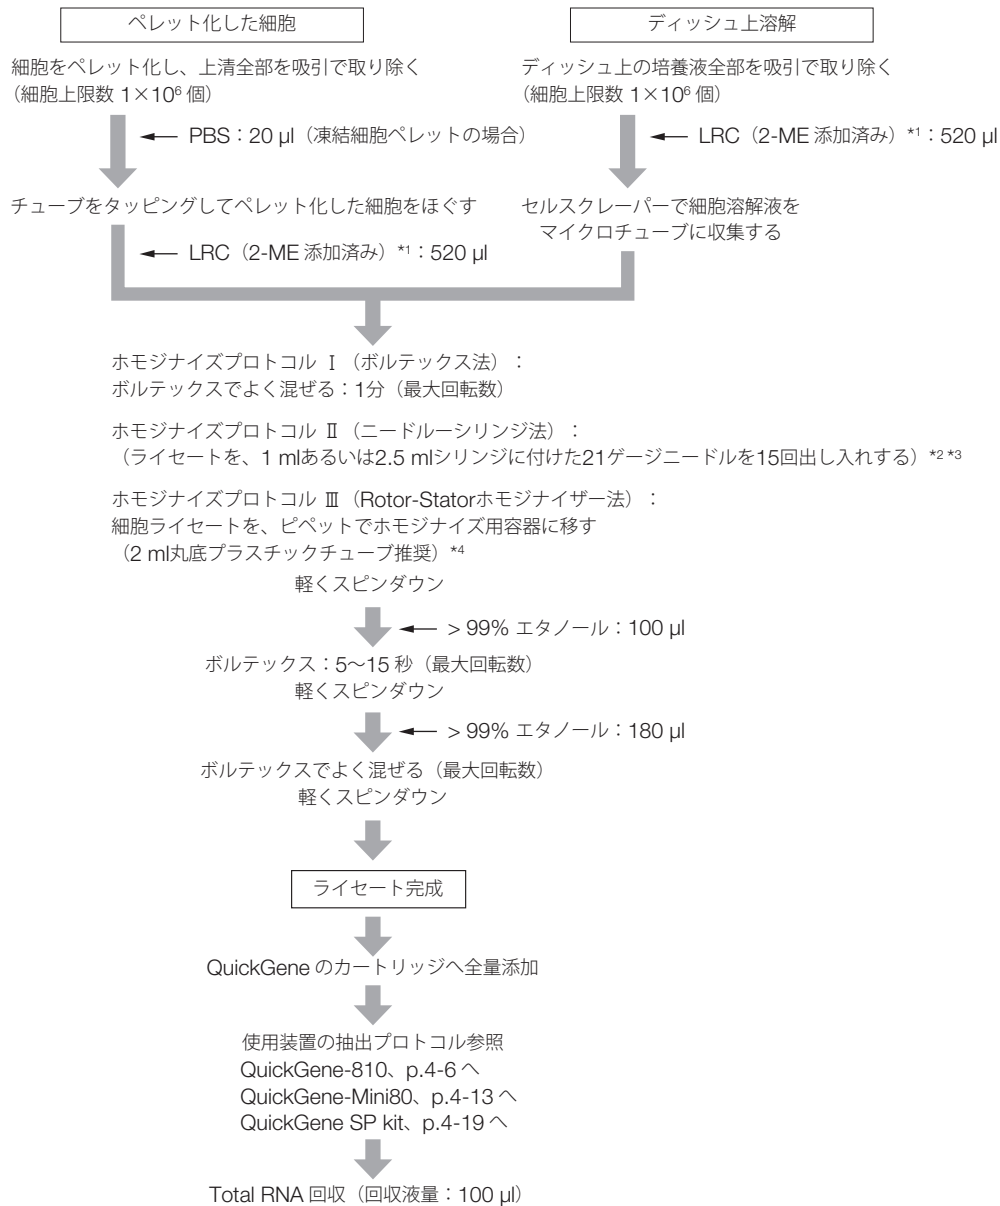 ペレット化した細胞
細胞をペレット化し、上清全部を吸引で取り除く
（細胞上限数 1×10⁶ 個）
PBS：20 µl（凍結細胞ペレットの場合）
チューブをタッピングしてペレット化した細胞をほぐす
LRC（2-ME 添加済み）*1：520 µl
ディッシュ上溶解
ディッシュ上の培養液全部を吸引で取り除く
（細胞上限数 1×10⁶ 個）
LRC（2-ME 添加済み）*1：520 µl
セルスクレーパーで細胞溶解液を
マイクロチューブに収集する
ホモジナイズプロトコル Ⅰ（ボルテックス法）：
ボルテックスでよく混ぜる：1分（最大回転数）
ホモジナイズプロトコル Ⅱ（ニードルーシリンジ法）：
（ライセートを、1 mlあるいは2.5 mlシリンジに付けた21ゲージニードルを15回出し入れする）*2 *3
ホモジナイズプロトコル Ⅲ（Rotor-Statorホモジナイザー法）：
細胞ライセートを、ピペットでホモジナイズ用容器に移す
（2 ml丸底プラスチックチューブ推奨）*4
軽くスピンダウン
> 99% エタノール：100 µl
ボルテックス：5〜15 秒（最大回転数）
軽くスピンダウン
> 99% エタノール：180 µl
ボルテックスでよく混ぜる（最大回転数）
軽くスピンダウン
ライセート完成
QuickGene のカートリッジへ全量添加
使用装置の抽出プロトコル参照
QuickGene-810、p.4-6 へ
QuickGene-Mini80、p.4-13 へ
QuickGene SP kit、p.4-19 へ
Total RNA 回収（回収液量：100 µl）